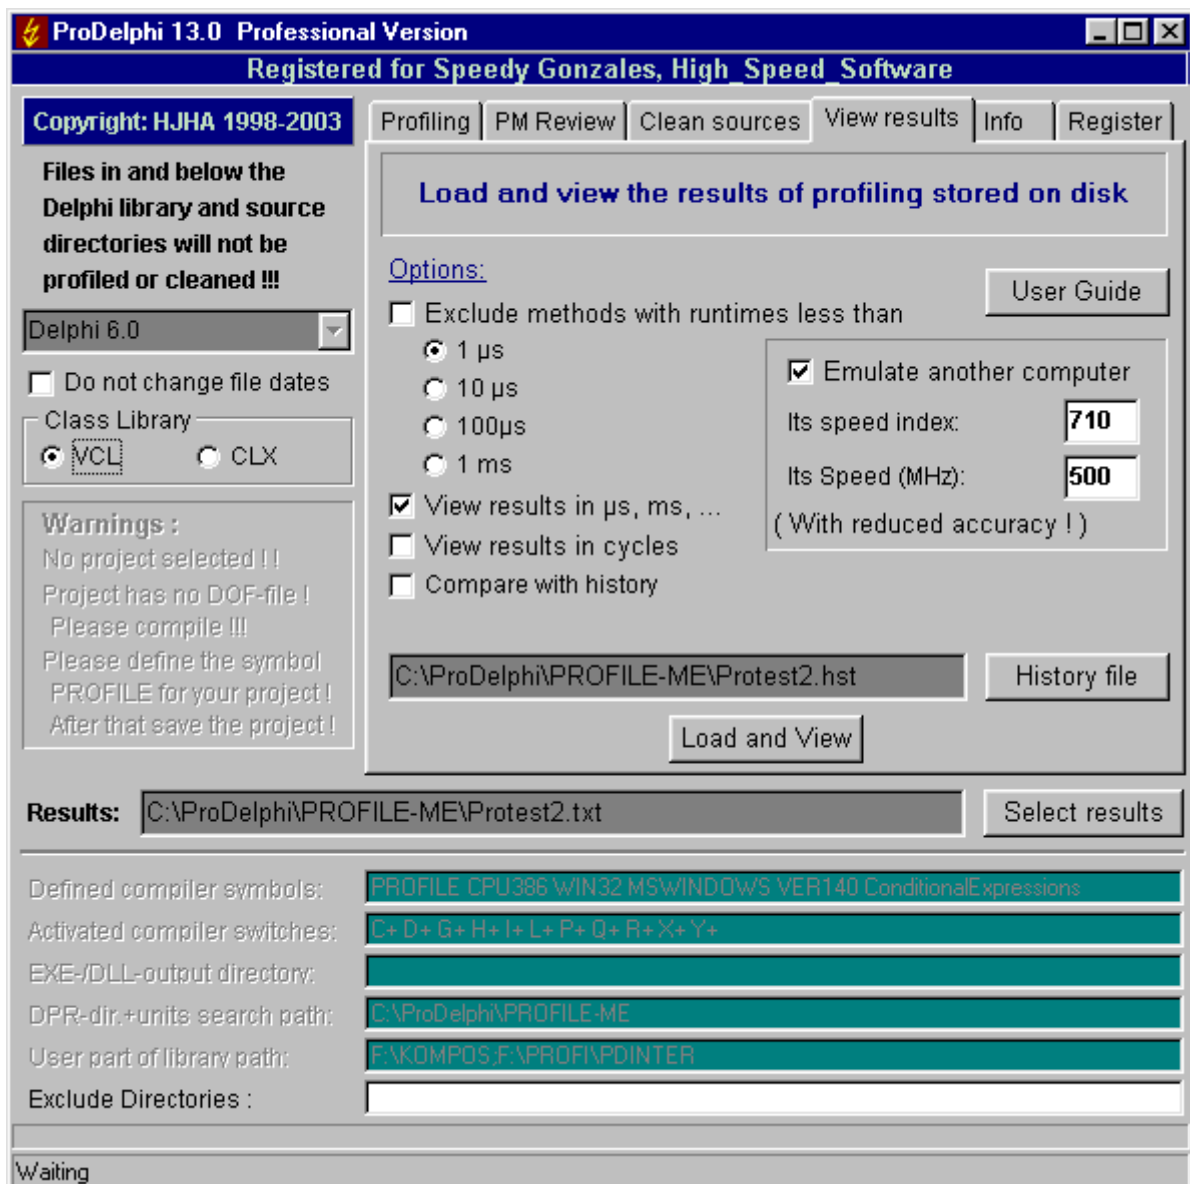 ProDelphi 13.0 Professional Version
Registered for Speedy Gonzales, High_Speed_Software
Copyright: HJHA 1998-2003
Files in and below the
Delphi library and source
directories will not be
profiled or cleaned !!!
Delphi 6.0
Do not change file dates
Class Library
VCL CLX
Warnings :
No project selected ! !
Project has no DOF-file !
Please compile !!!
Please define the symbol
PROFILE for your project !
After that save the project !
Profiling PM Review Clean sources View results Info Register
Load and view the results of profiling stored on disk
Options:
User Guide
Exclude methods with runtimes less than
1 µs
10 µs
100µs
1 ms
View results in µs, ms, ...
View results in cycles
Compare with history
Emulate another computer
Its speed index: 710
Its Speed (MHz): 500
( With reduced accuracy ! )
C:\ProDelphi\PROFILE-ME\Protest2.hst History file
Load and View
Results: C:\ProDelphi\PROFILE-ME\Protest2.txt Select results
Defined compiler symbols: PROFILE CPU386 WIN32 MSWINDOWS VER140 ConditionalExpressions
Activated compiler switches: C+ D+ G+ H+ I+ L+ P+ Q+ R+ X+ Y+
EXE-/DLL-output directory:
DPR-dir.+units search path: C:\ProDelphi\PROFILE-ME
User part of library path: F:\KOMPOS;F:\PROFI\PDINTER
Exclude Directories :
Waiting